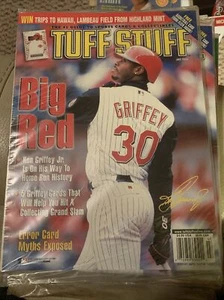 WIN TRIPS TO HAWAII, LAMBEAU FIELD FROM HIGHLAND MINT
TUFF STUFF
Big
Red
GRIFFEY
30
Ken Griffey Jr.
Is On His Way To
Home Run History
6 Griffey Cards That
Will Help You Hit A
Collecting Grand Slam
Error Card
Myths Exposed